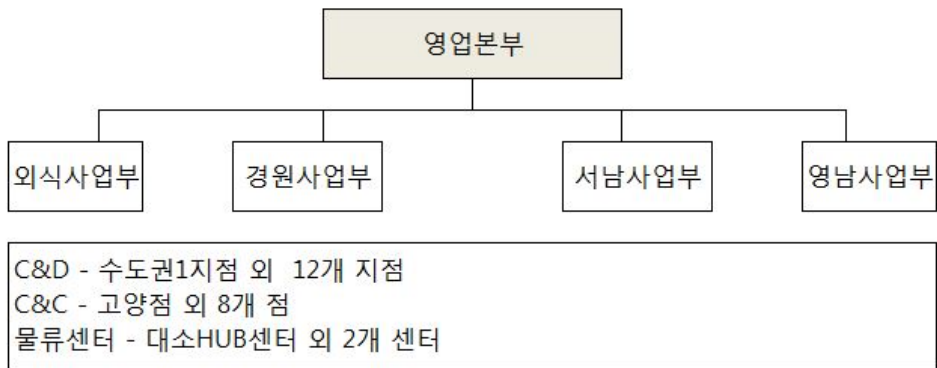 영업본부
외식사업부 경원사업부 서남사업부 영남사업부
C&D - 수도권1지점 외 12개 지점
C&C - 고양점 외 8개 점
물류센터 - 대소HUB센터 외 2개 센터